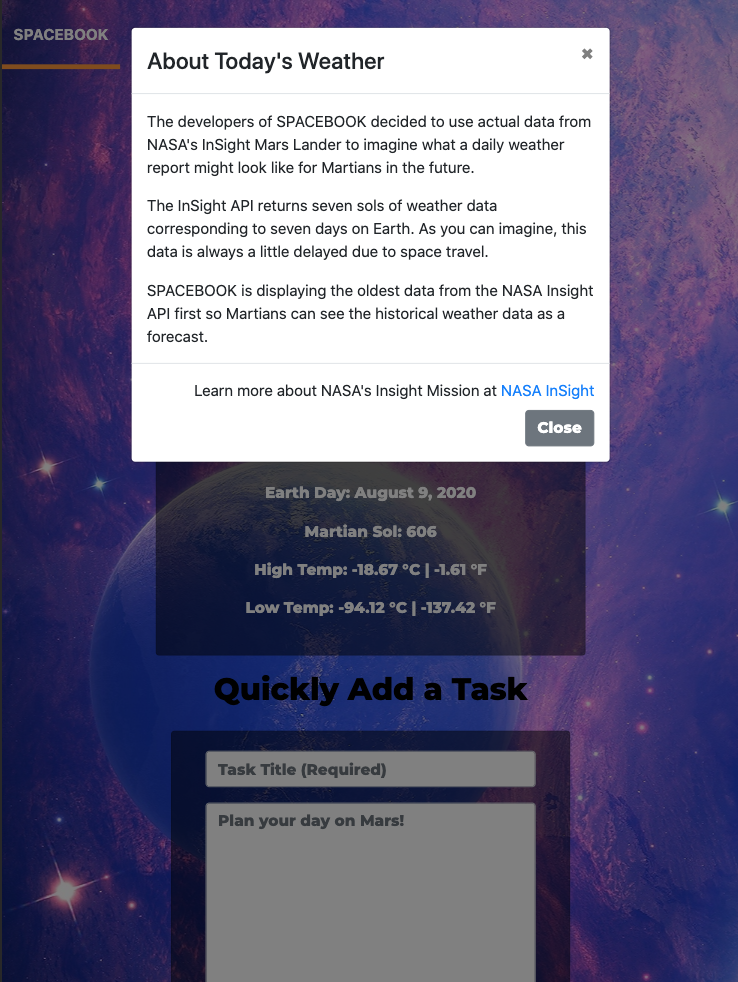 SPACEBOOK
About Today's Weather
✖
The developers of SPACEBOOK decided to use actual data from
NASA's InSight Mars Lander to imagine what a daily weather
report might look like for Martians in the future.
The InSight API returns seven sols of weather data
corresponding to seven days on Earth. As you can imagine, this
data is always a little delayed due to space travel.
SPACEBOOK is displaying the oldest data from the NASA Insight
API first so Martians can see the historical weather data as a
forecast.
Learn more about NASA's Insight Mission at NASA InSight
Close
Earth Day: August 9, 2020
Martian Sol: 606
High Temp: -18.67 °C | -1.61 °F
Low Temp: -94.12 °C | -137.42 °F
Quickly Add a Task
Task Title (Required)
Plan your day on Mars!